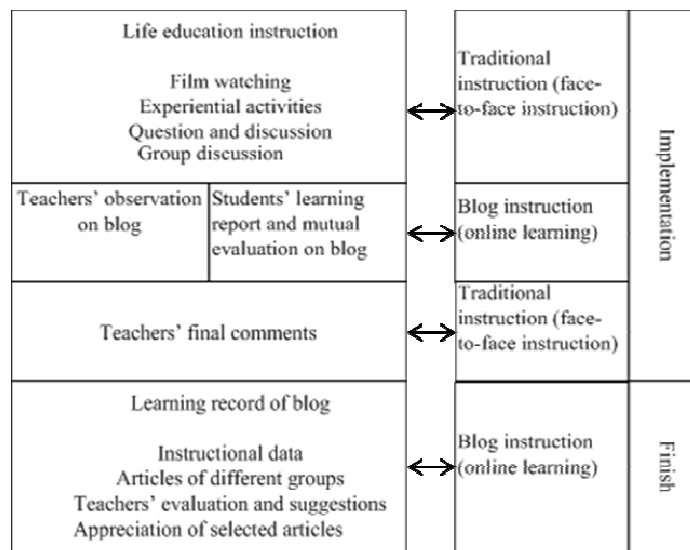 Life education instruction
Film watching
Experiential activities
Question and discussion
Group discussion
Traditional
instruction (face-
to-face instruction)
Implementation
Teachers' observation
on blog
Students' learning
report and mutual
evaluation on blog
Blog instruction
(online learning)
Teachers' final comments
Traditional
instruction (face-
to-face instruction)
Learning record of blog
Instructional data
Articles of different groups
Teachers' evaluation and suggestions
Appreciation of selected articles
Blog instruction
(online learning)
Finish